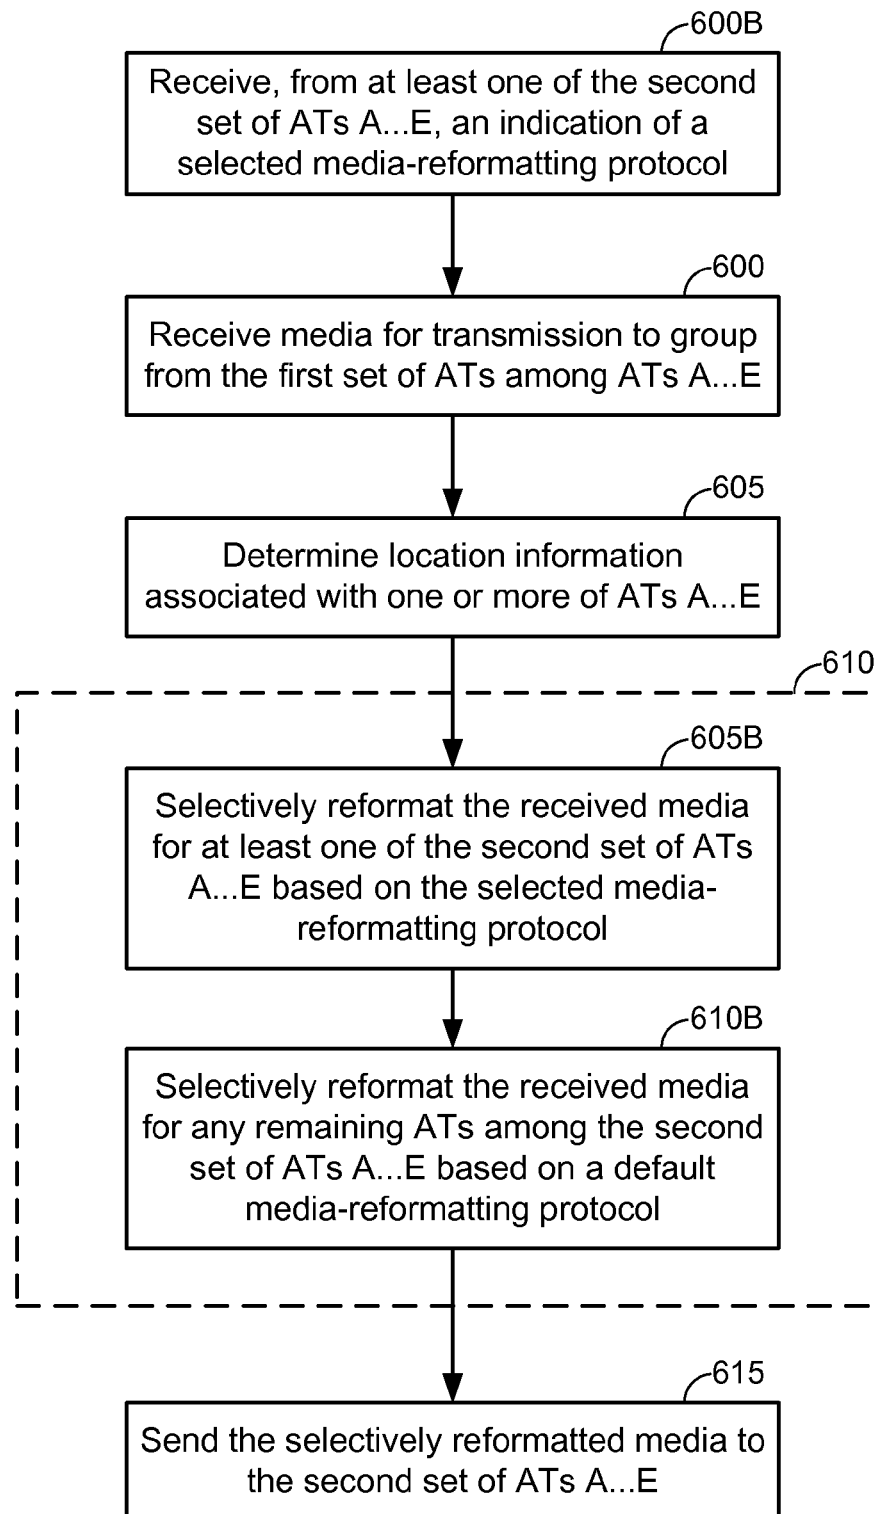 600B
Receive, from at least one of the second
set of ATs A...E, an indication of a
selected media-reformatting protocol
600
Receive media for transmission to group
from the first set of ATs among ATs A...E
605
Determine location information
associated with one or more of ATs A...E
610
605B
Selectively reformat the received media
for at least one of the second set of ATs
A...E based on the selected media-
reformatting protocol
610B
Selectively reformat the received media
for any remaining ATs among the second
set of ATs A...E based on a default
media-reformatting protocol
615
Send the selectively reformatted media to
the second set of ATs A...E